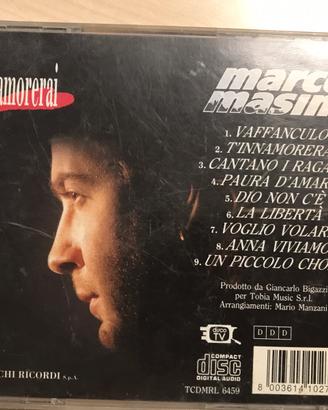 amorerai
marco
masin
1. VAFFANCULO
2. T'INNAMORERA
3. CANTANO I RAGA
4. PAURA D'AMAR
5. DIO NON C'È
6. LA LIBERTÀ
7. VOGLIO VOLAR
8. ANNA VIVIAMO
9. UN PICCOLO CHO
Prodotto da Giancarlo Bigazzi
per Tobia Music S.r.l.
Arrangiamenti: Mario Manzani
disco
TV
D D D
CHI RICORDI S.p.A.
COMPACT
disc
DIGITAL AUDIO
TCDMRL 6459
8 003614 1027